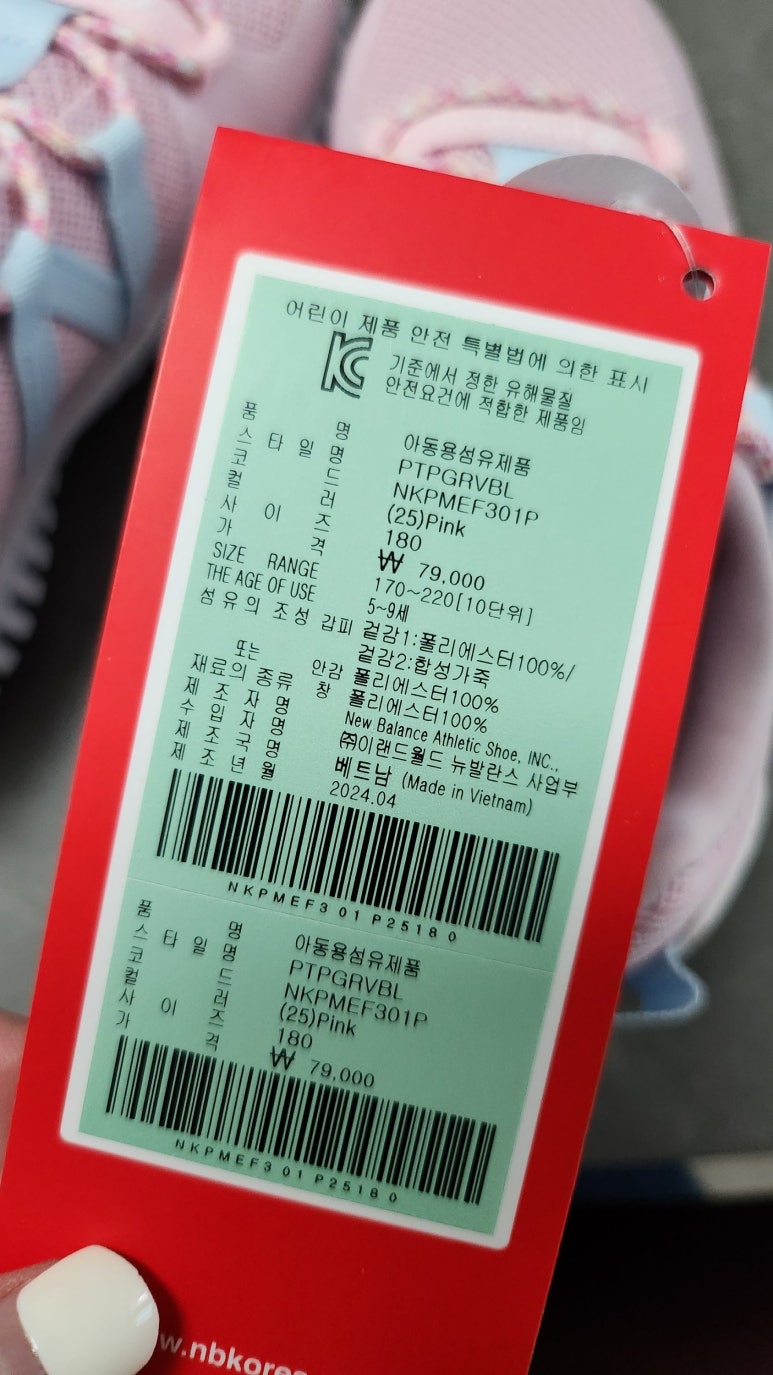 어린이 제품 안전 특별법에 의한 표시
기준에서 정한 유해물질
안전요건에 적합한 제품임
품 명 아동용섬유제품
스 타 일 명 PTPGRVBL
코 드 NKPMEF301P
컬 러 (25)Pink
사 이 즈 180
가 격 ₩ 79,000
SIZE RANGE 170~220[10단위]
THE AGE OF USE 5~9세
섬유의 조성 갑피 겉감1:폴리에스터100%/
겉감2:합성가죽
또는 안감 폴리에스터100%
재료의 종류 창 폴리에스터100%
제 조 자 명 New Balance Athletic Shoe, INC.,
수 입 자 명 ㈜이랜드월드 뉴발란스 사업부
제 조 국 명 베트남 (Made in Vietnam)
제 조 년 월 2024.04
NKPMEF301P25180
품 명 아동용섬유제품
스 타 일 명 PTPGRVBL
코 드 NKPMEF301P
컬 러 (25)Pink
사 이 즈 180
가 격 ₩ 79,000
NKPMEF301P25180